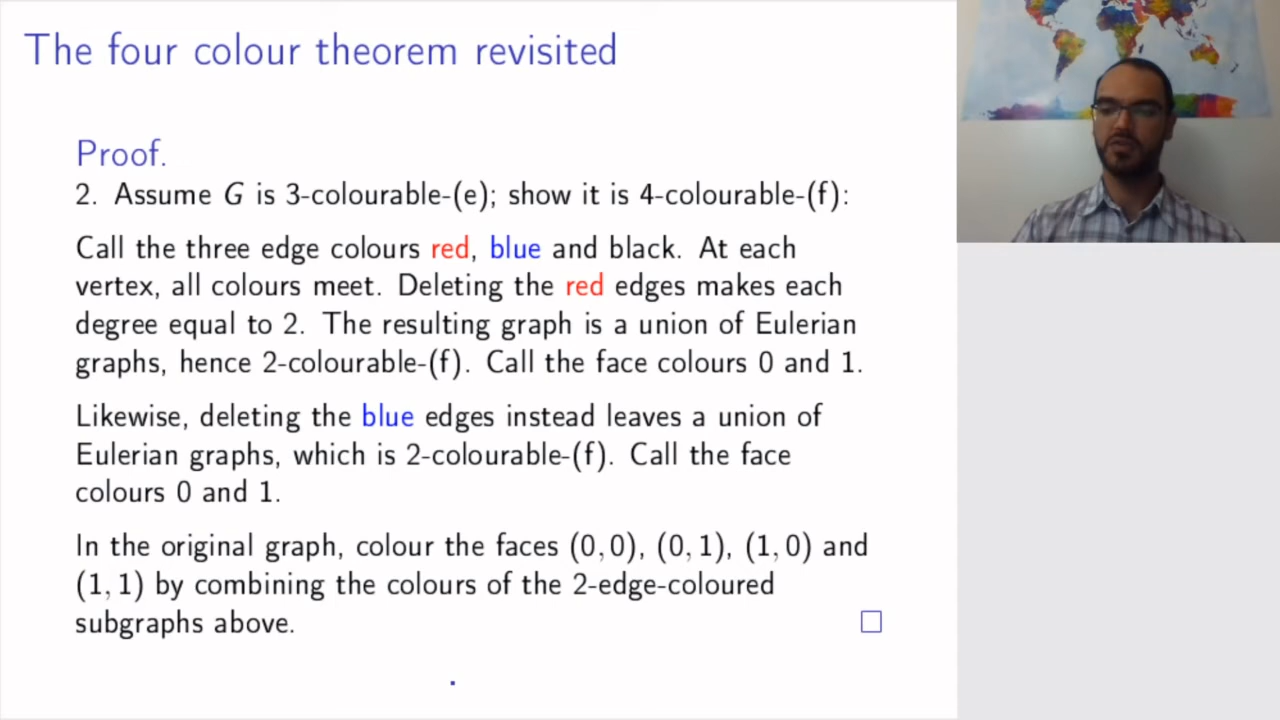 The four colour theorem revisited
Proof.
2. Assume G is 3-colourable-(e); show it is 4-colourable-(f):
Call the three edge colours red, blue and black. At each
vertex, all colours meet. Deleting the red edges makes each
degree equal to 2. The resulting graph is a union of Eulerian
graphs, hence 2-colourable-(f). Call the face colours 0 and 1.
Likewise, deleting the blue edges instead leaves a union of
Eulerian graphs, which is 2-colourable-(f). Call the face
colours 0 and 1.
In the original graph, colour the faces (0,0), (0,1), (1,0) and
(1,1) by combining the colours of the 2-edge-coloured
subgraphs above.